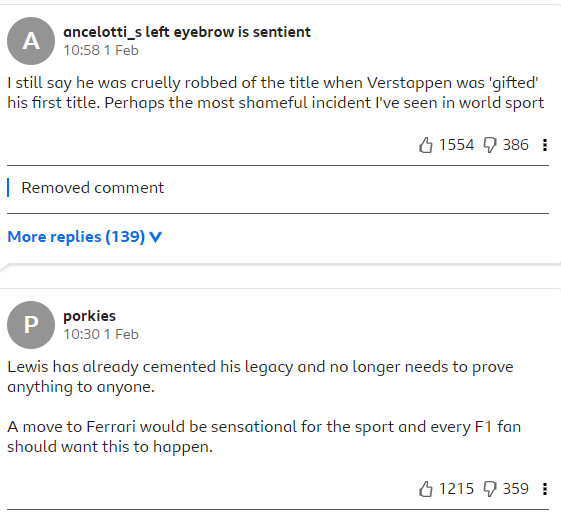 A
ancelotti_s left eyebrow is sentient
10:58 1 Feb
I still say he was cruelly robbed of the title when Verstappen was 'gifted'
his first title. Perhaps the most shameful incident I've seen in world sport
1554 386
Removed comment
More replies (139)
P
porkies
10:30 1 Feb
Lewis has already cemented his legacy and no longer needs to prove
anything to anyone.
A move to Ferrari would be sensational for the sport and every F1 fan
should want this to happen.
1215 359